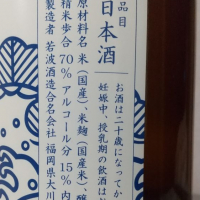 品目
日本酒
原材料名 米(国産)、米麹(国産米)、醸
精米歩合 70% アルコール分 15% 内
製造者 若波酒造合名会社 福岡県大川
お酒は二十歳になってか
妊娠中、授乳期の飲酒は